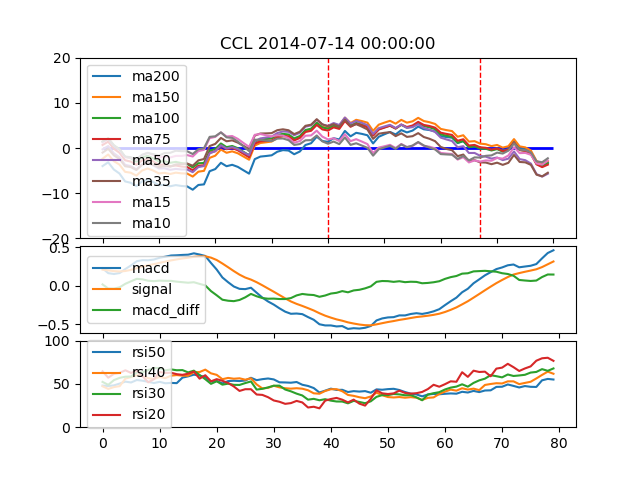 CCL 2014-07-14 00:00:00
20
10
0
−10
−20
ma200
ma150
ma100
ma75
ma50
ma35
ma15
ma10
0.5
0.0
−0.5
macd
signal
macd_diff
100
50
0
rsi50
rsi40
rsi30
rsi20
0 10 20 30 40 50 60 70 80